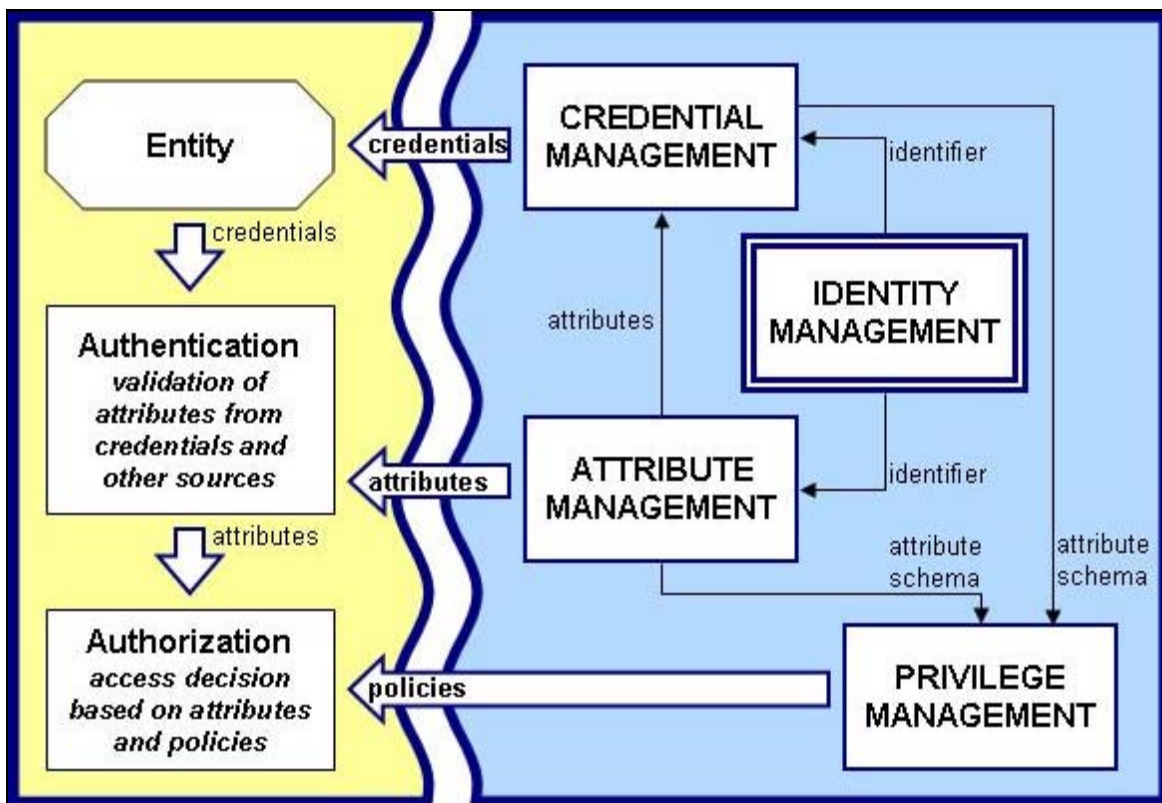 Entity
credentials
Authentication
validation of
attributes from
credentials and
other sources
attributes
Authorization
access decision
based on attributes
and policies
credentials
attributes
policies
CREDENTIAL
MANAGEMENT
identifier
IDENTITY
MANAGEMENT
attributes
identifier
ATTRIBUTE
MANAGEMENT
attribute
schema
attribute
schema
PRIVILEGE
MANAGEMENT